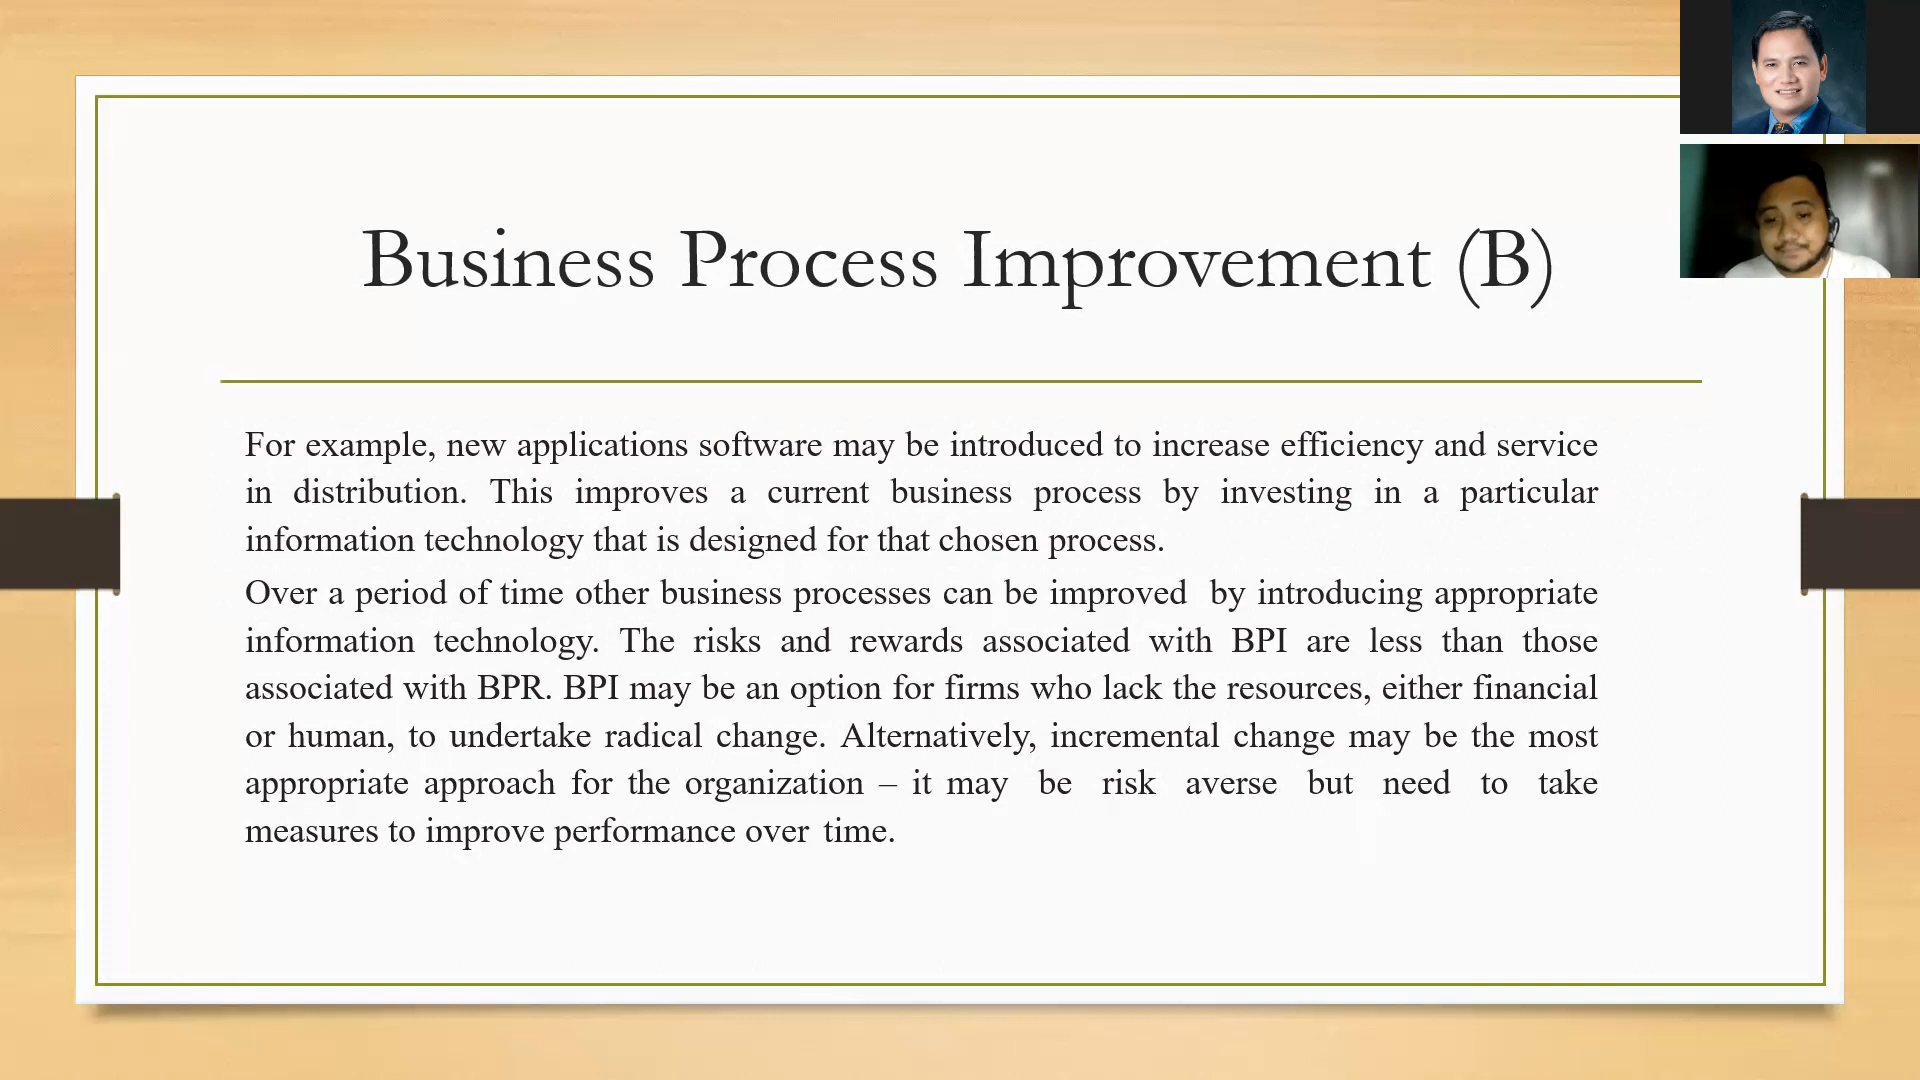 Business Process Improvement (B)
For example, new applications software may be introduced to increase efficiency and service
in distribution. This improves a current business process by investing in a particular
information technology that is designed for that chosen process.
Over a period of time other business processes can be improved by introducing appropriate
information technology. The risks and rewards associated with BPI are less than those
associated with BPR. BPI may be an option for firms who lack the resources, either financial
or human, to undertake radical change. Alternatively, incremental change may be the most
appropriate approach for the organization – it may be risk averse but need to take
measures to improve performance over time.